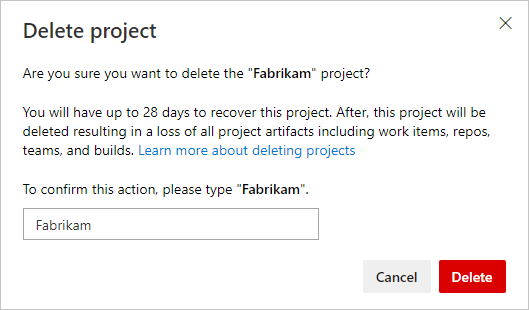 Delete project
Are you sure you want to delete the "Fabrikam" project?
You will have up to 28 days to recover this project. After, this project will be
deleted resulting in a loss of all project artifacts including work items, repos,
teams, and builds. Learn more about deleting projects
To confirm this action, please type "Fabrikam".
Fabrikam
Cancel
Delete